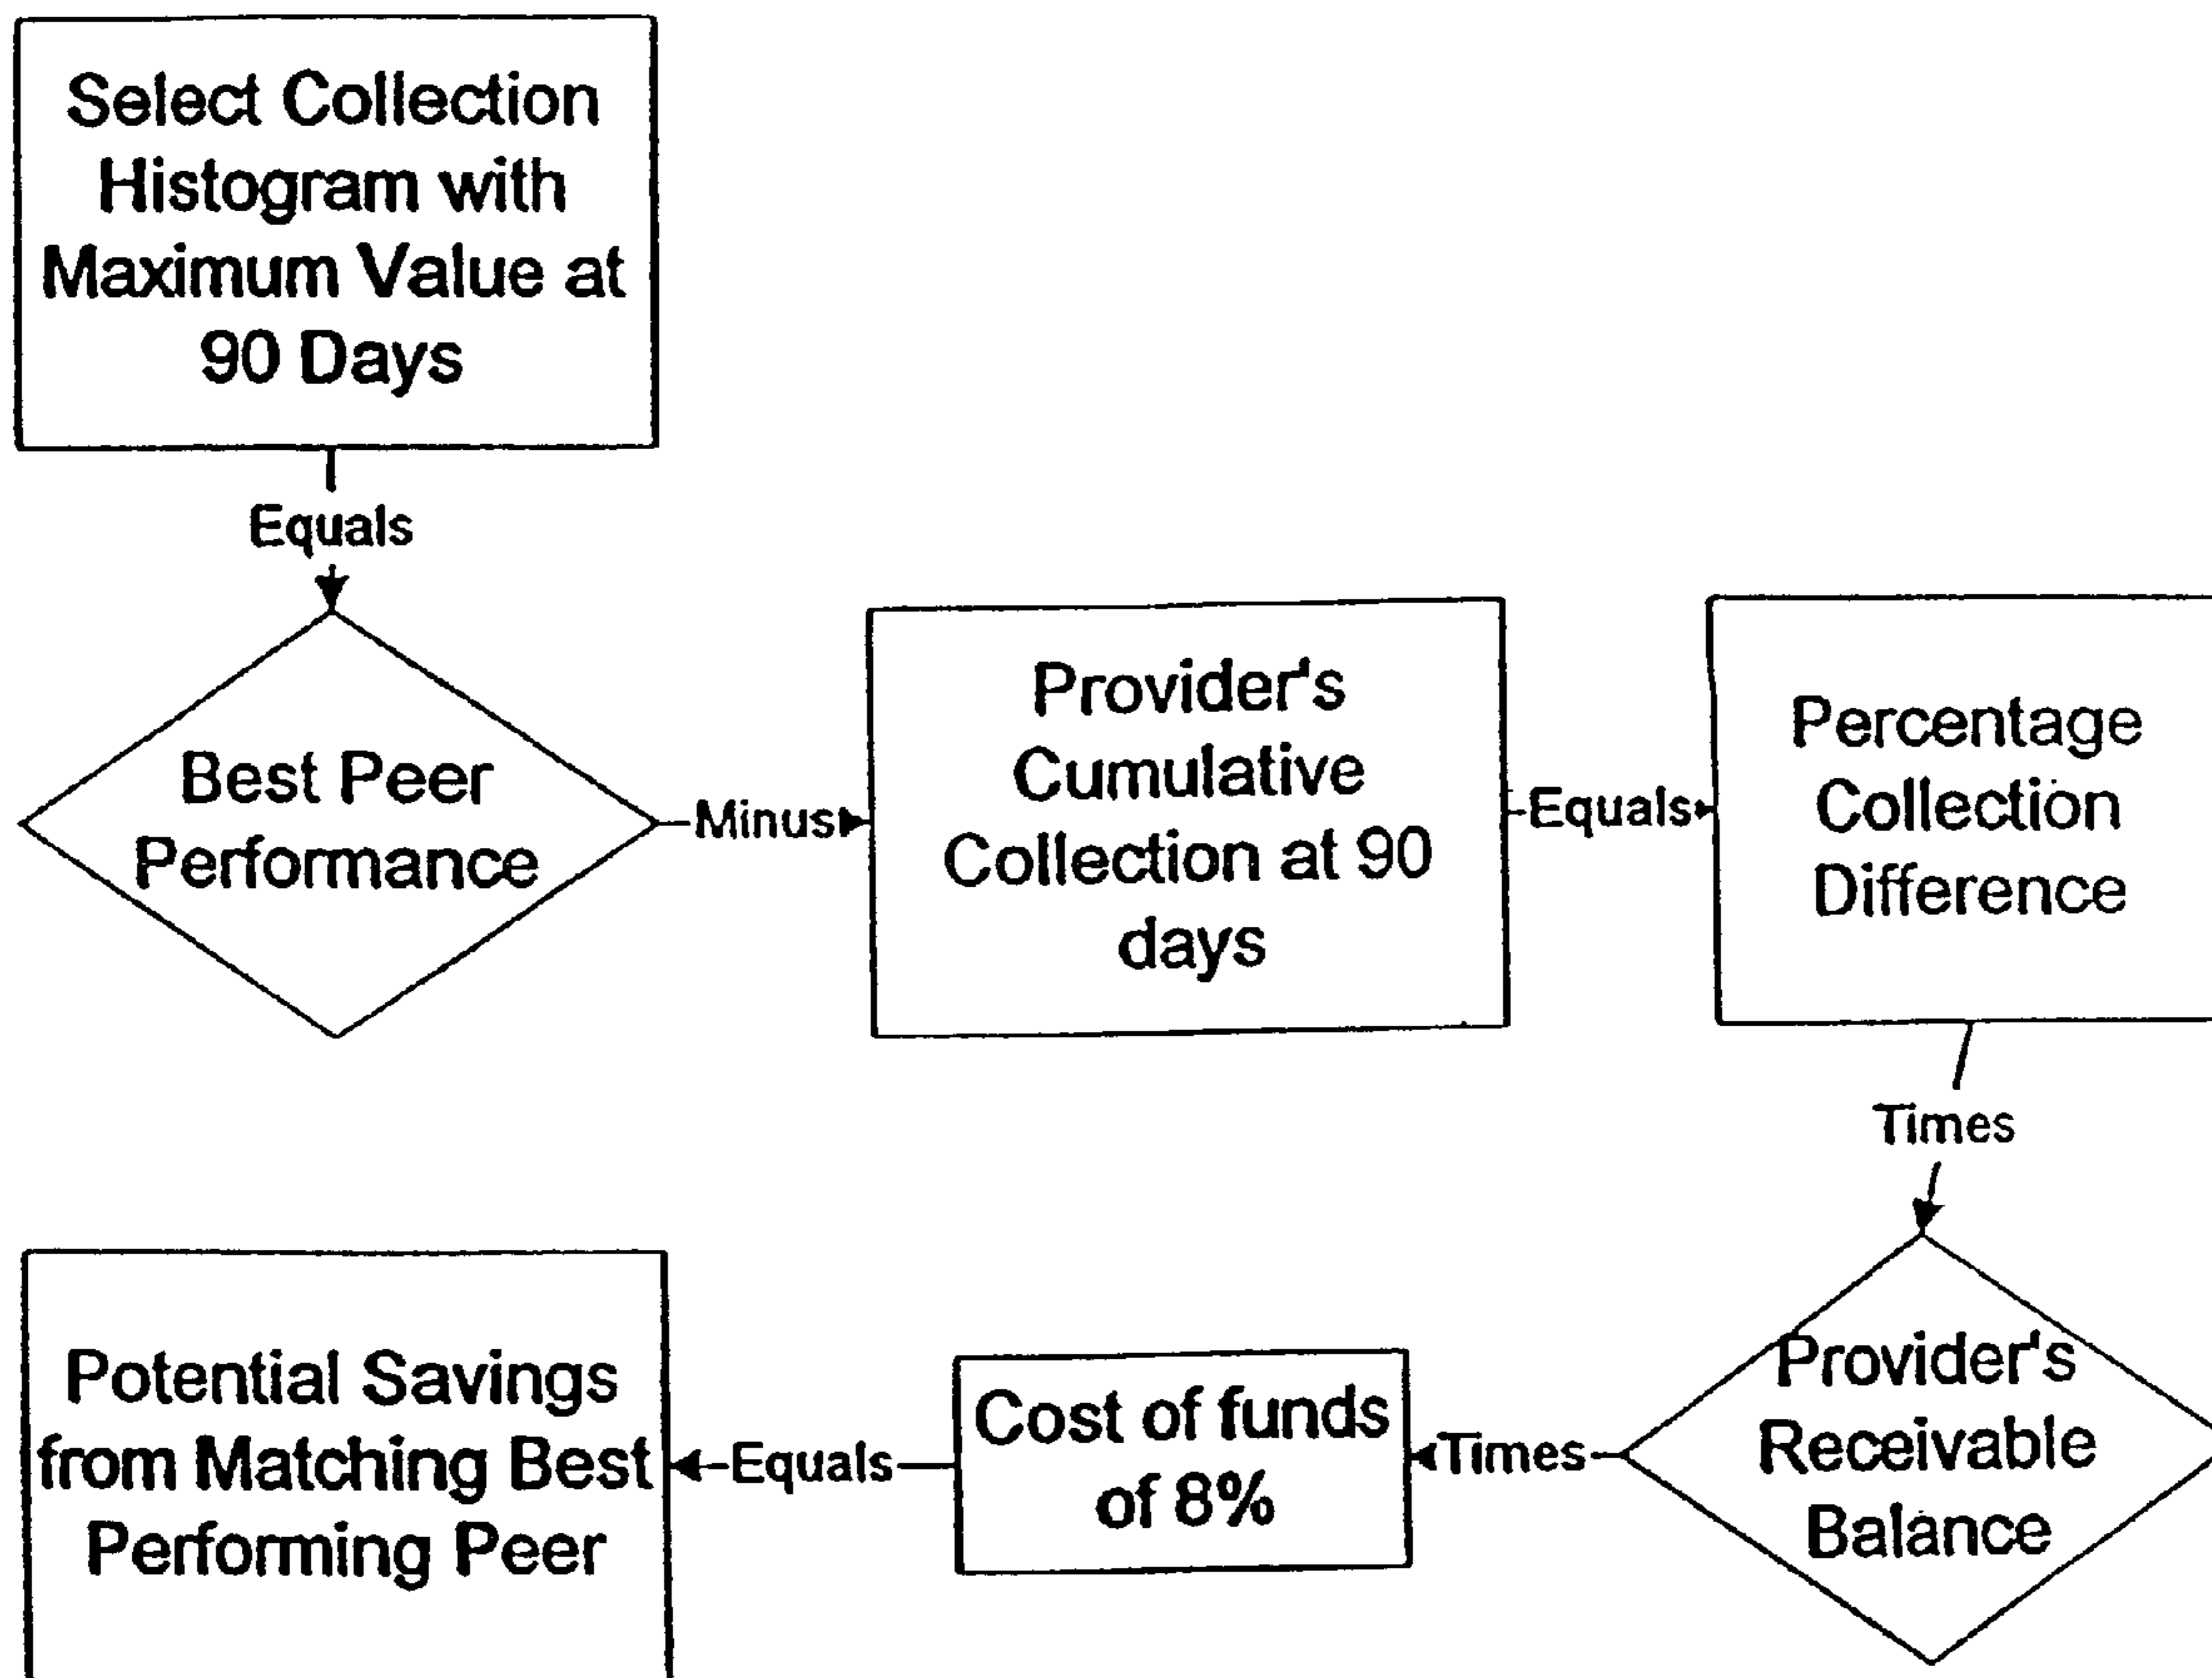 Select Collection
Histogram with
Maximum Value at
90 Days
Equals
Best Peer
Performance
Minus
Provider's
Cumulative
Collection at 90
days
Equals
Percentage
Collection
Difference
Times
Provider's
Receivable
Balance
Times
Cost of funds
of 8%
Equals
Potential Savings
from Matching Best
Performing Peer